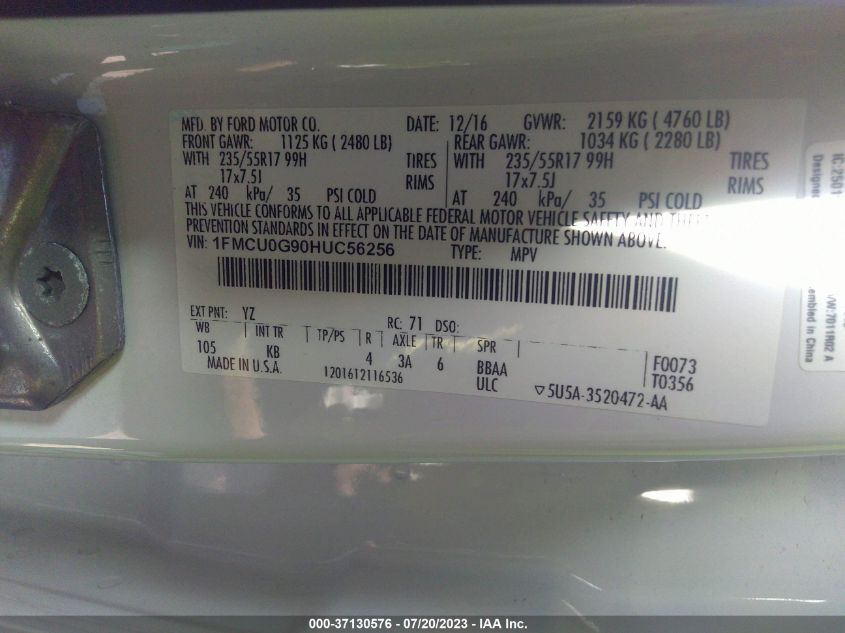 MFD. BY FORD MOTOR CO. DATE: 12/16 GVWR: 2159 KG ( 4760 LB)
FRONT GAWR: 1125 KG ( 2480 LB) REAR GAWR: 1034 KG ( 2280 LB)
WITH 235/55R17 99H TIRES WITH 235/55R17 99H TIRES
17x7.5J RIMS 17x7.5J RIMS
AT 240 kPa/ 35 PSI COLD AT 240 kPa/ 35 PSI COLD
THIS VEHICLE CONFORMS TO ALL APPLICABLE FEDERAL MOTOR VEHICLE SAFETY AND THEFT
PREVENTION STANDARDS IN EFFECT ON THE DATE OF MANUFACTURE SHOWN ABOVE.
VIN: 1FMCU0G90HUC56256 TYPE: MPV
EXT PNT: YZ RC: 71 DSO:
WB INT TR TP/PS R AXLE TR SPR
105 KB 4 3A 6 BBAA F0073
MADE IN U.S.A. 1201612116536 ULC ▽5U5A-3520472-AA T0356
IC:2501
Designed
VW:7011R02 A
embled in China
000-37130576 - 07/20/2023 - IAA Inc.